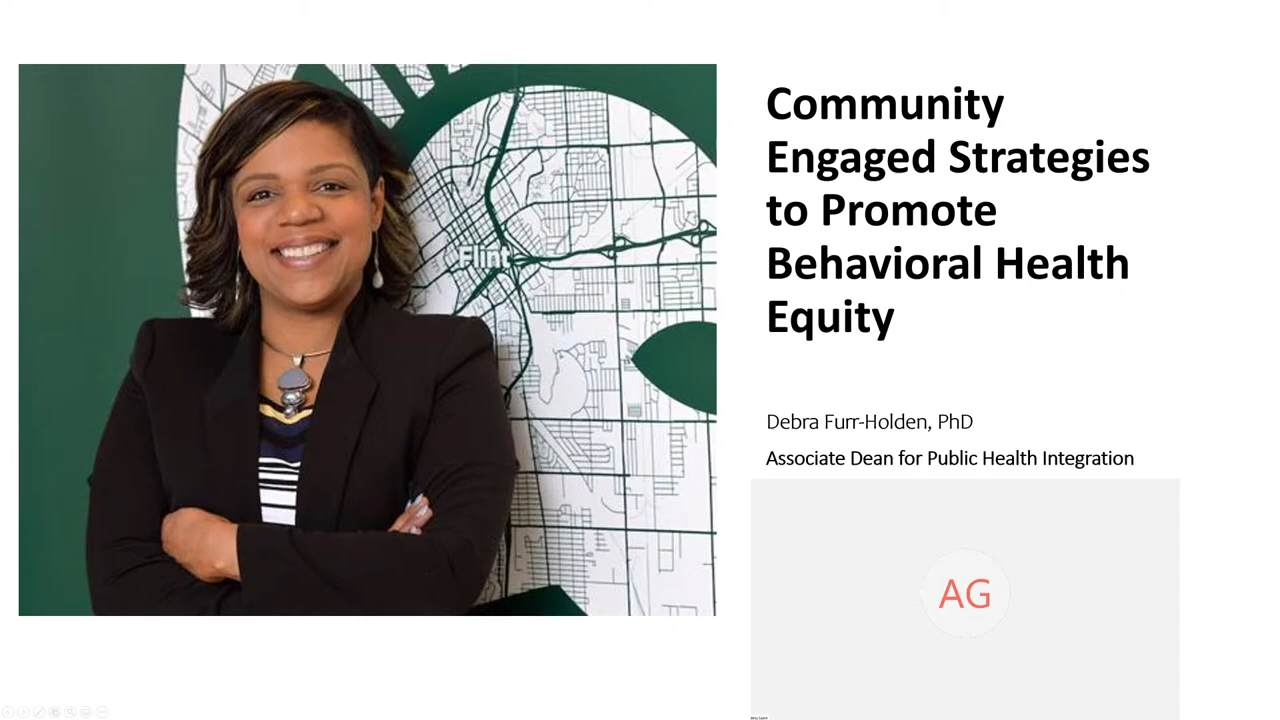 Community
Engaged Strategies
to Promote
Behavioral Health
Equity
Flint
Debra Furr-Holden, PhD
Associate Dean for Public Health Integration
AG